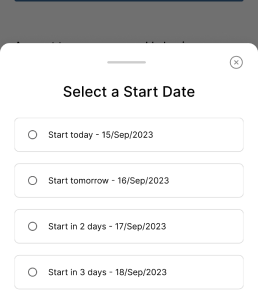 Select a Start Date
Start today - 15/Sep/2023
Start tomorrow - 16/Sep/2023
Start in 2 days - 17/Sep/2023
Start in 3 days - 18/Sep/2023